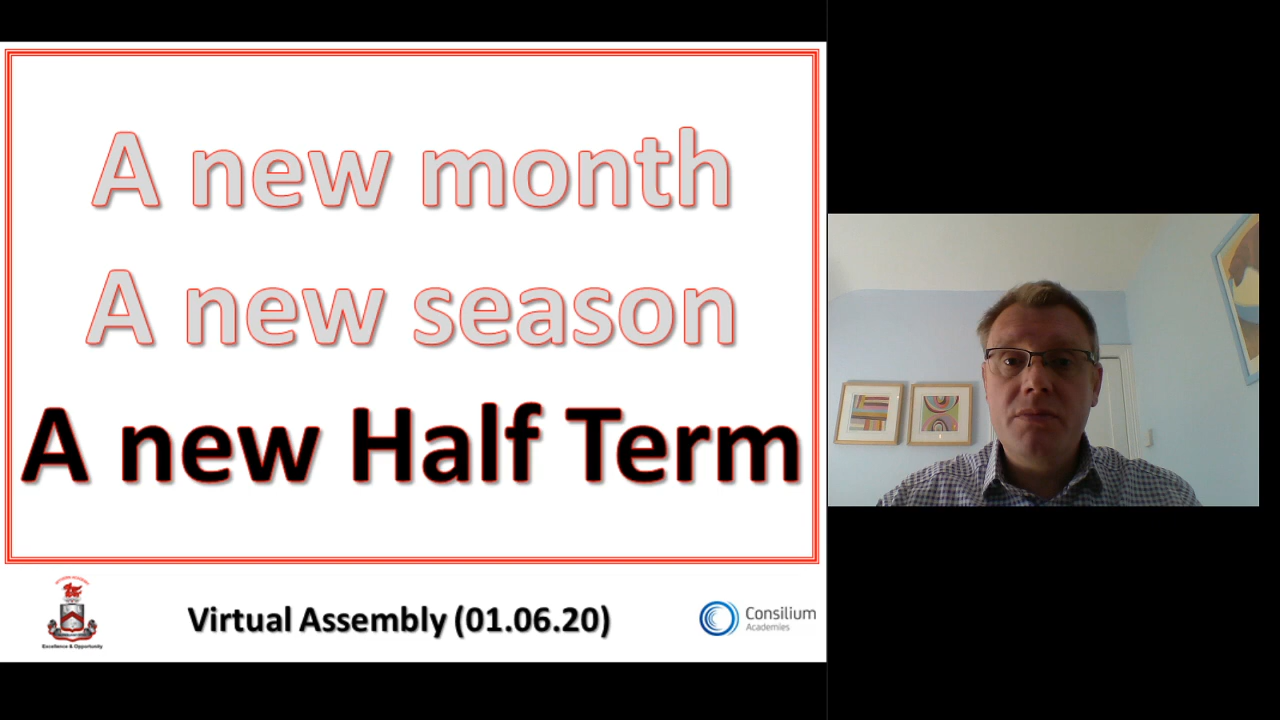 A new month
A new season
A new Half Term
Virtual Assembly (01.06.20)
Excellence & Opportunity
Consilium
Academies